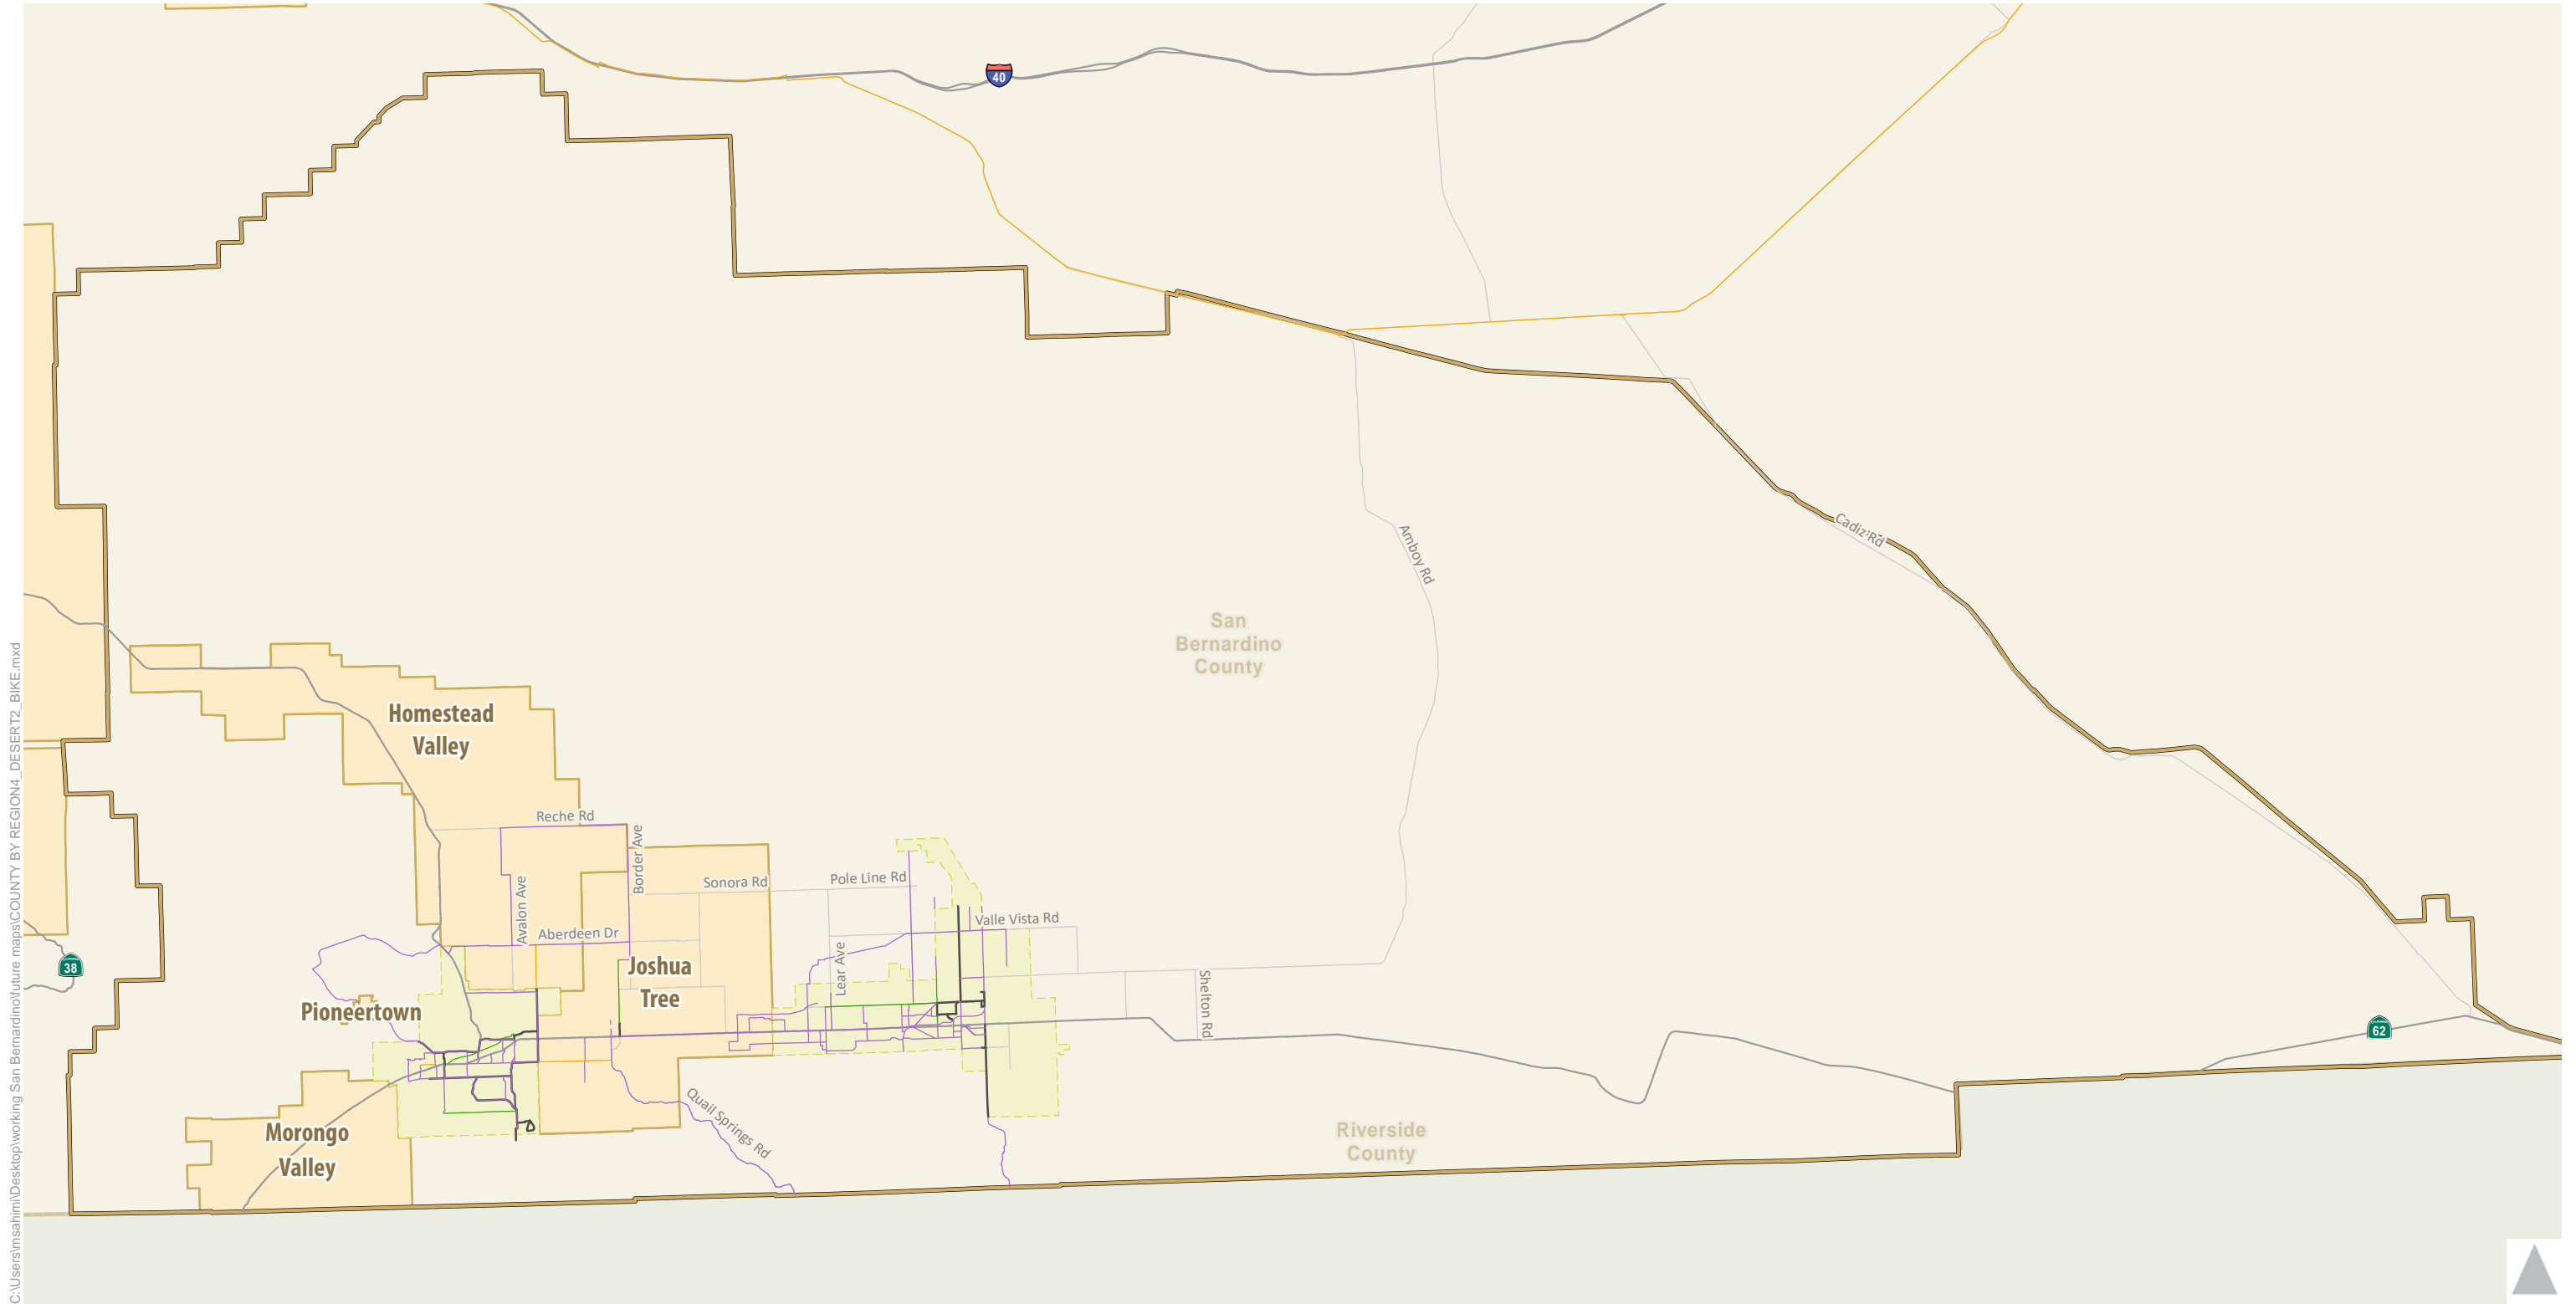 40
Cadiz Rd
Amboy Rd
San
Bernardino
County
Homestead
Valley
Reche Rd
Border Ave
Avalon Ave
Sonora Rd
Pole Line Rd
Valle Vista Rd
Aberdeen Dr
Lear Ave
38
Joshua
Tree
Pioneertown
Shelton Rd
62
Quail Springs Rd
Morongo
Valley
Riverside
County
C:\Users\msahimi\Desktop\working San Bernardino\future maps\COUNTY BY REGION4_DESERT2_BIKE.mxd